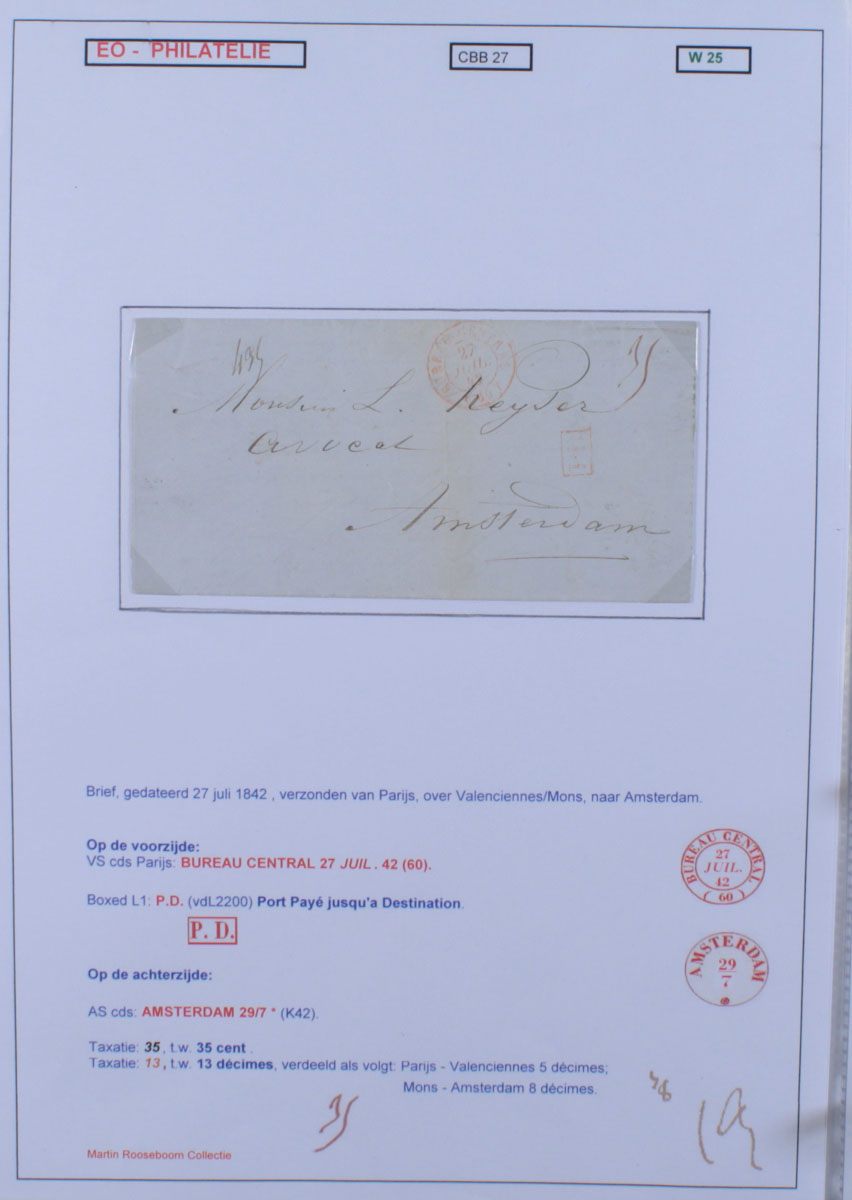 EO - PHILATELIE
CBB 27
W 25
27
Monsieur L. Keyser
avocat
Amsterdam
Brief, gedateerd 27 juli 1842 , verzonden van Parijs, over Valenciennes/Mons, naar Amsterdam.
Op de voorzijde:
VS cds Parijs: BUREAU CENTRAL 27 JUIL . 42 (60).
BUREAU CENTRAL
27
JUIL.
42
( 60 )
Boxed L1: P.D. (vdL2200) Port Payé jusqu'a Destination.
P. D.
AMSTERDAM
29
7
Op de achterzijde:
AS cds: AMSTERDAM 29/7 * (K42).
Taxatie: 35 , t.w. 35 cent .
Taxatie: 13 , t.w. 13 décimes, verdeeld als volgt: Parijs - Valenciennes 5 décimes;
Mons - Amsterdam 8 décimes.
Martin Rooseboom Collectie